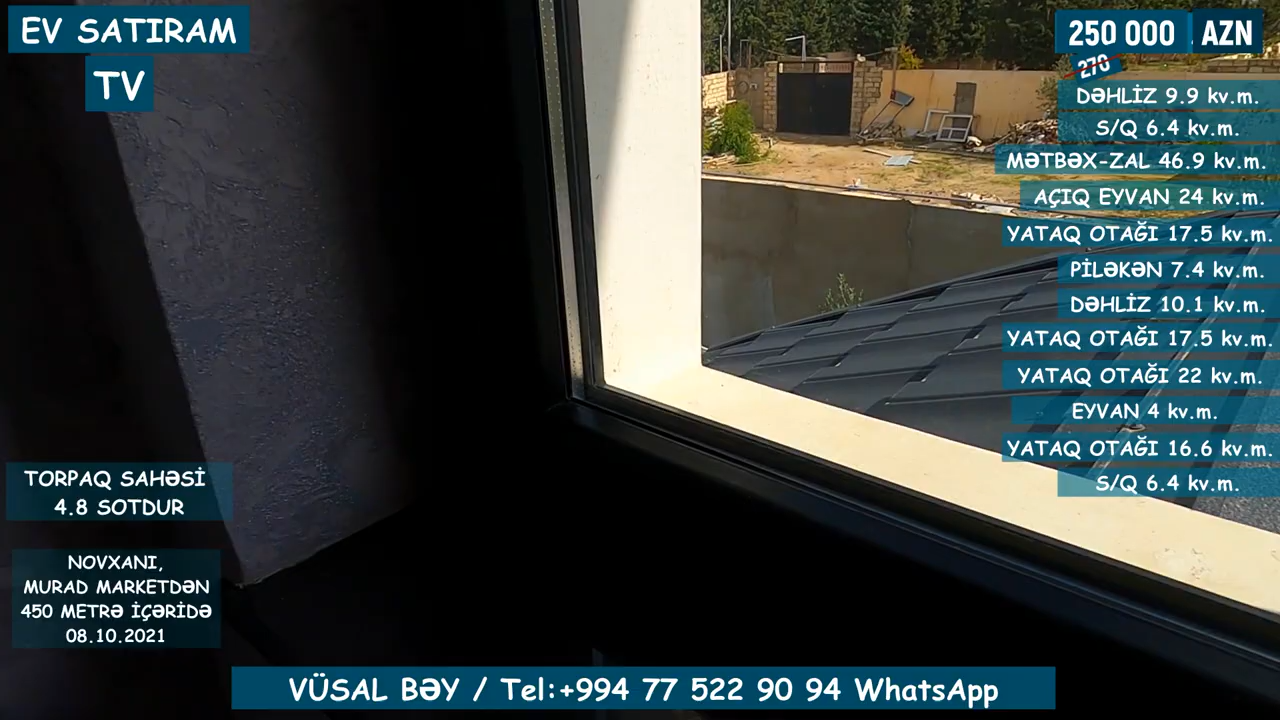 EV SATIRAM
TV
250 000 AZN
270
DƏHLİZ 9.9 kv.m.
S/Q 6.4 kv.m.
MƏTBƏX-ZAL 46.9 kv.m.
AÇIQ EYVAN 24 kv.m.
YATAQ OTAĞI 17.5 kv.m.
PİLƏKƏN 7.4 kv.m.
DƏHLİZ 10.1 kv.m.
YATAQ OTAĞI 17.5 kv.m.
YATAQ OTAĞI 22 kv.m.
EYVAN 4 kv.m.
YATAQ OTAĞI 16.6 kv.m.
S/Q 6.4 kv.m.
TORPAQ SAHƏSİ
4.8 SOTDUR
NOVXANI,
MURAD MARKETDƏN
450 METRƏ İÇƏRİDƏ
08.10.2021
VÜSAL BƏY / Tel:+994 77 522 90 94 WhatsApp